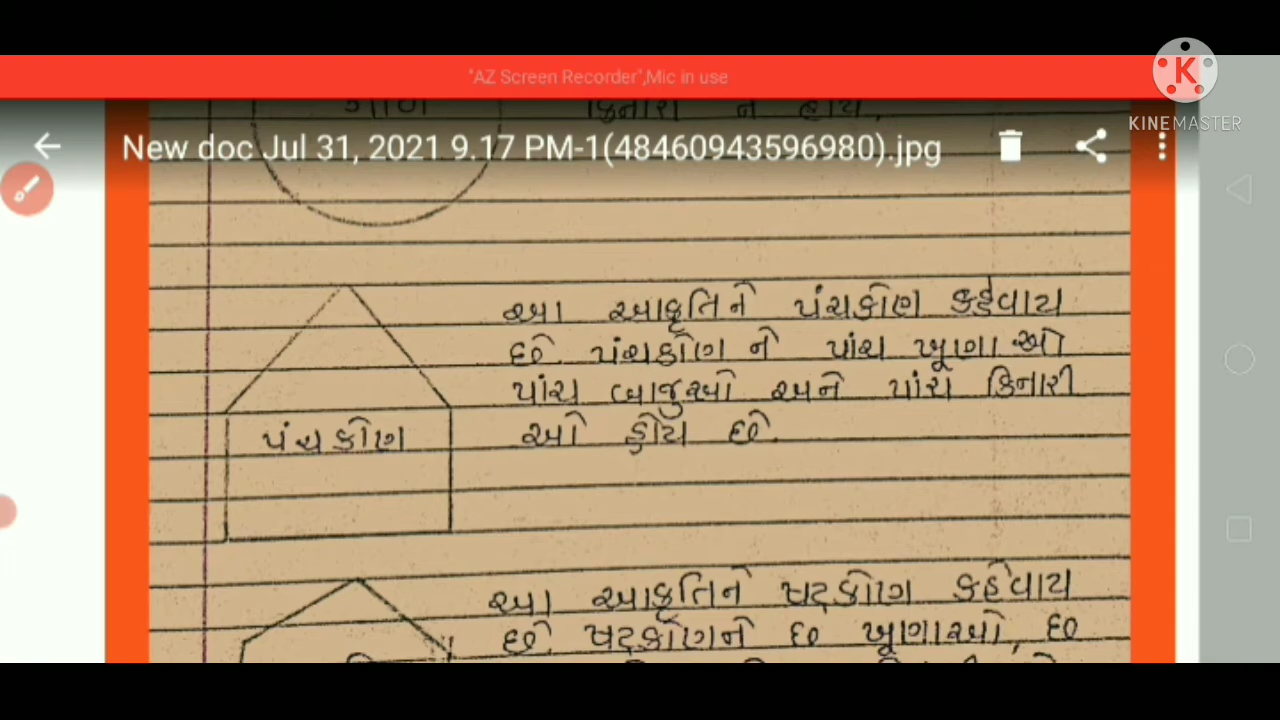 "AZ Screen Recorder",Mic in use
KINEMASTER
New doc Jul 31, 2021 9.17 PM-1(48460943596980).jpg
કિનારી ન હોય,
આ આકૃતિને પંચકોણ કહેવાય
છે પંચકોણ ને પાંચ ખૂણા ઓ
પાંચ બાજુઓ અને પાંચ કિનારી
ઓ હોય છે.
પંચકોણ
આ આકૃતિને ષટ્કોણ કહેવાય
છે ષટ્કોણને છ ખૂણાઓ, છ